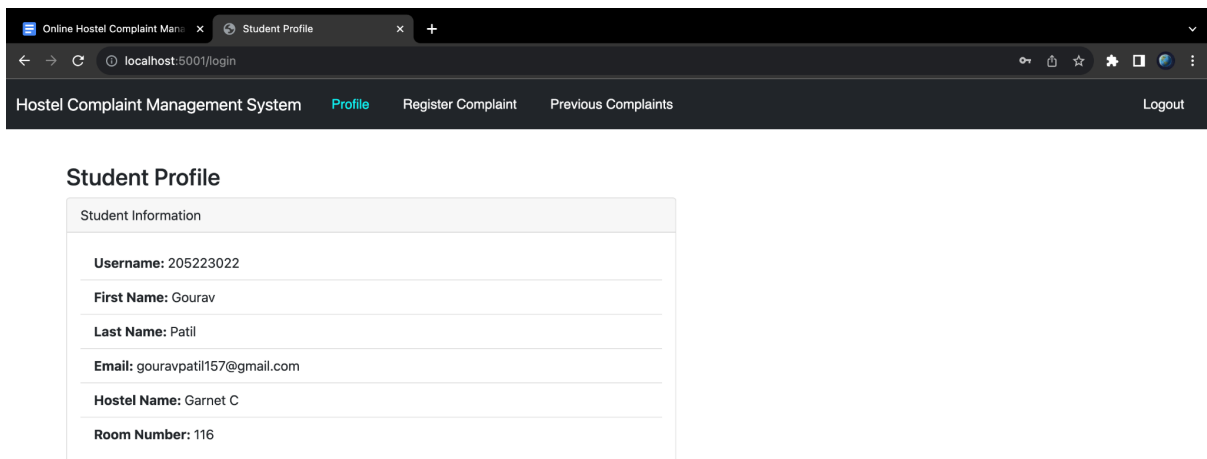 Online Hostel Complaint Mana
Student Profile
localhost:5001/login
Hostel Complaint Management System Profile Register Complaint Previous Complaints Logout
Student Profile
Student Information
Username: 205223022
First Name: Gourav
Last Name: Patil
Email: gouravpatil157@gmail.com
Hostel Name: Garnet C
Room Number: 116